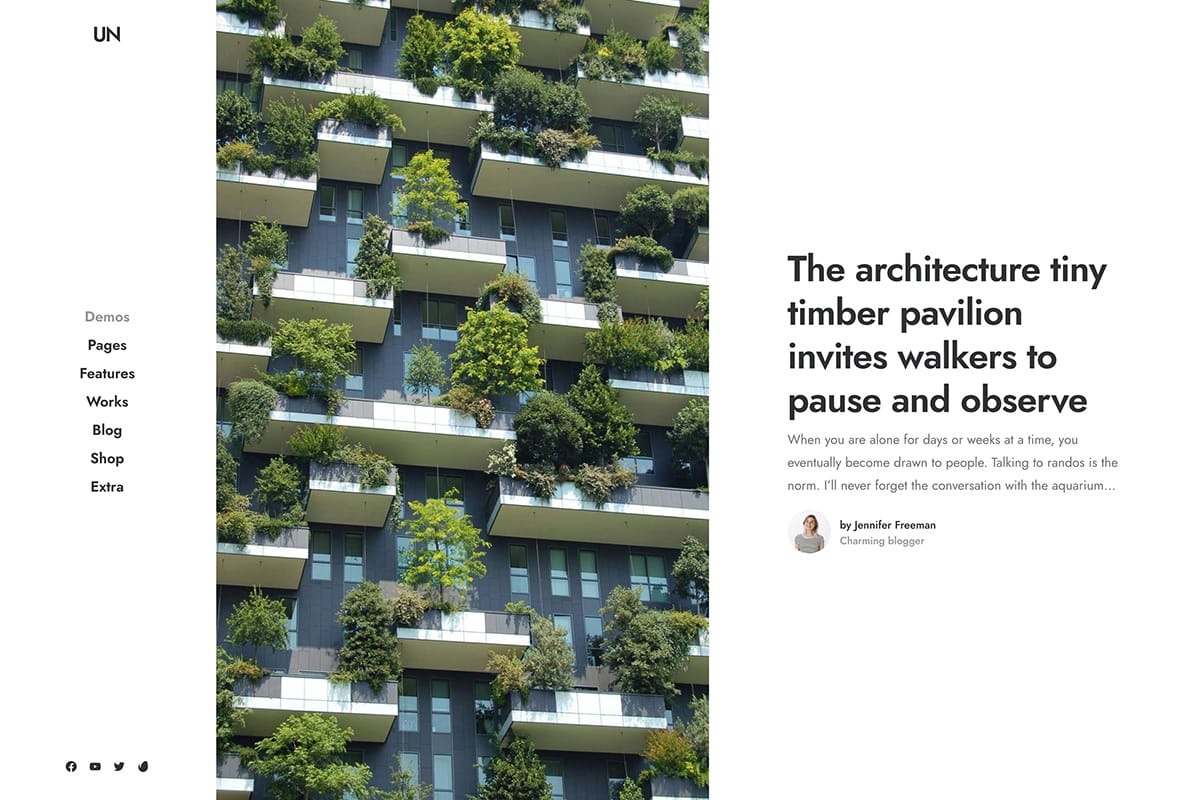 UN
Demos
Pages
Features
Works
Blog
Shop
Extra
The architecture tiny
timber pavilion
invites walkers to
pause and observe
When you are alone for days or weeks at a time, you
eventually become drawn to people. Talking to randos is the
norm. I’ll never forget the conversation with the aquarium…
by Jennifer Freeman
Charming blogger